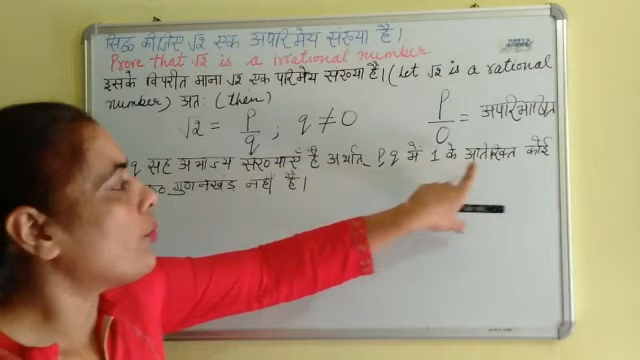 सिद्ध कीजिए √2 एक अपरिमेय संख्या है।
Prove that √2 is a irrational number.
इसके विपरीत माना √2 एक परिमेय संख्या है। (Let √2 is a rational
number) अतः (then)
√2 = P/q ; q ≠ 0
P/0 = अपरिभाषित
q सह अभाज्य संख्याएँ है अर्थात् P, q में 1 के अतिरिक्त कोई
गुणनखंड नहीं है।